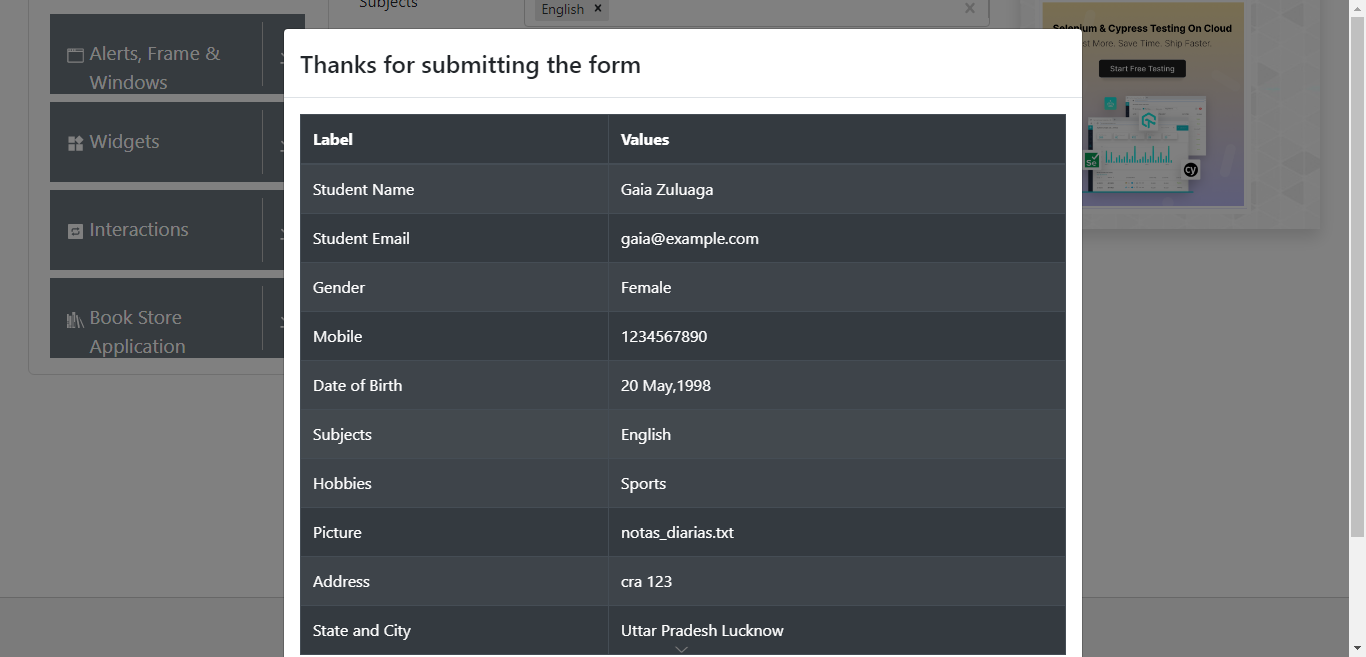 Subjects
English ×
×
Alerts, Frame &
Windows
Widgets
Interactions
Book Store
Application
Thanks for submitting the form
Label Values
Student Name Gaia Zuluaga
Student Email gaia@example.com
Gender Female
Mobile 1234567890
Date of Birth 20 May,1998
Subjects English
Hobbies Sports
Picture notas_diarias.txt
Address cra 123
State and City Uttar Pradesh Lucknow
Selenium & Cypress Testing On Cloud
More. Save Time. Ship Faster.
Start Free Testing
Se
cy